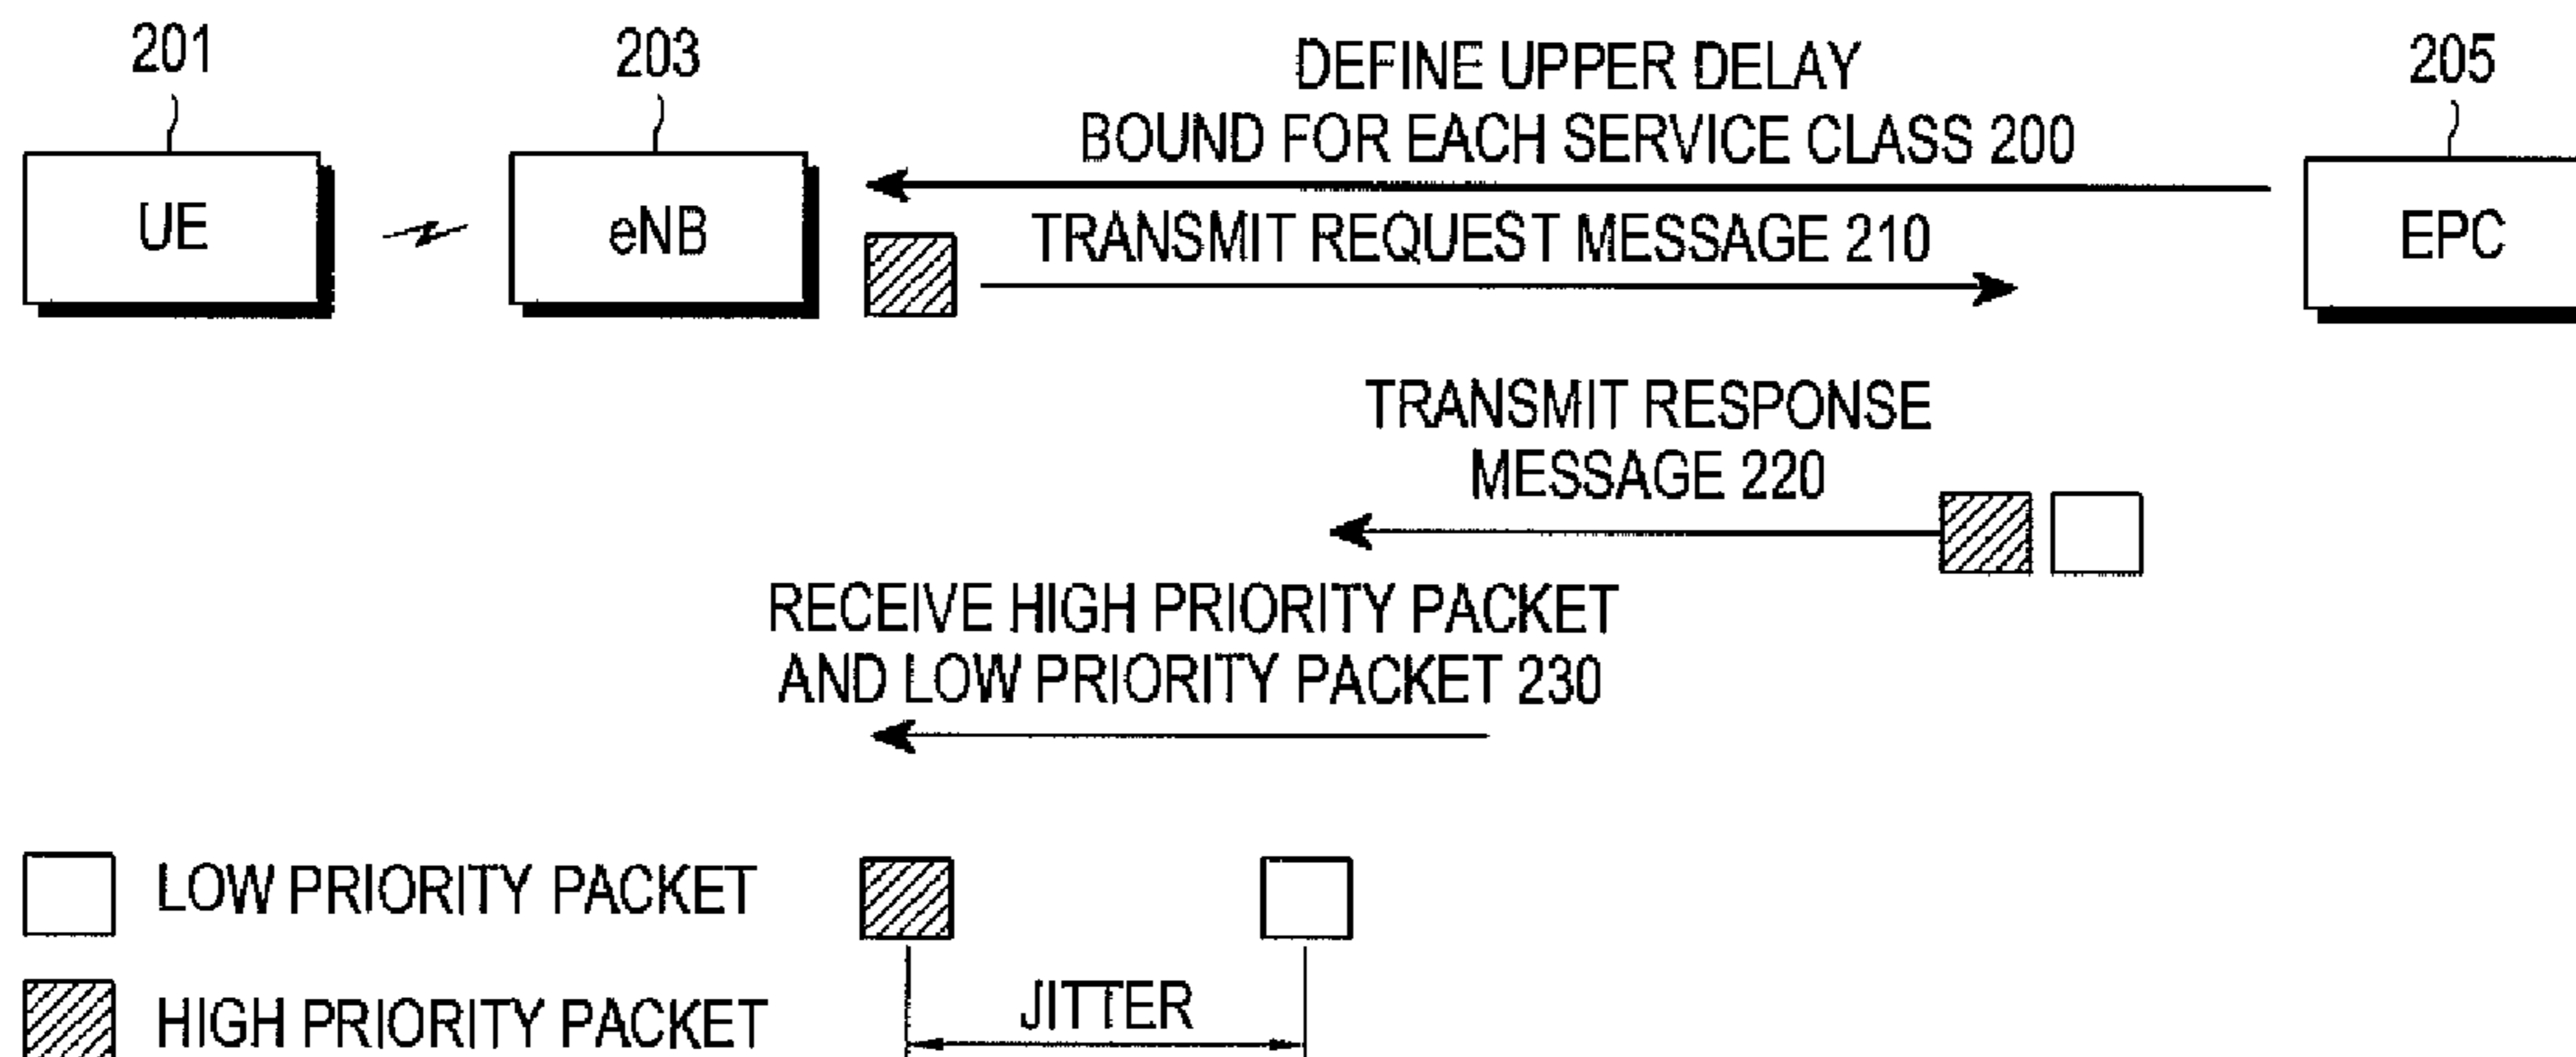 201
203
205
DEFINE UPPER DELAY
BOUND FOR EACH SERVICE CLASS 200
UE
eNB
EPC
TRANSMIT REQUEST MESSAGE 210
TRANSMIT RESPONSE
MESSAGE 220
RECEIVE HIGH PRIORITY PACKET
AND LOW PRIORITY PACKET 230
LOW PRIORITY PACKET
HIGH PRIORITY PACKET
JITTER